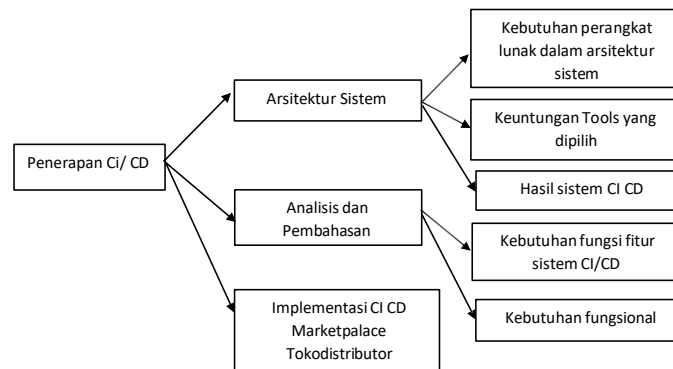 Penerapan Ci/ CD
Arsitektur Sistem
Kebutuhan perangkat
lunak dalam arsitektur
sistem
Keuntungan Tools yang
dipilih
Hasil sistem CI CD
Analisis dan
Pembahasan
Kebutuhan fungsi fitur
sistem CI/CD
Kebutuhan fungsional
Implementasi CI CD
Marketpalace
Tokodistributor